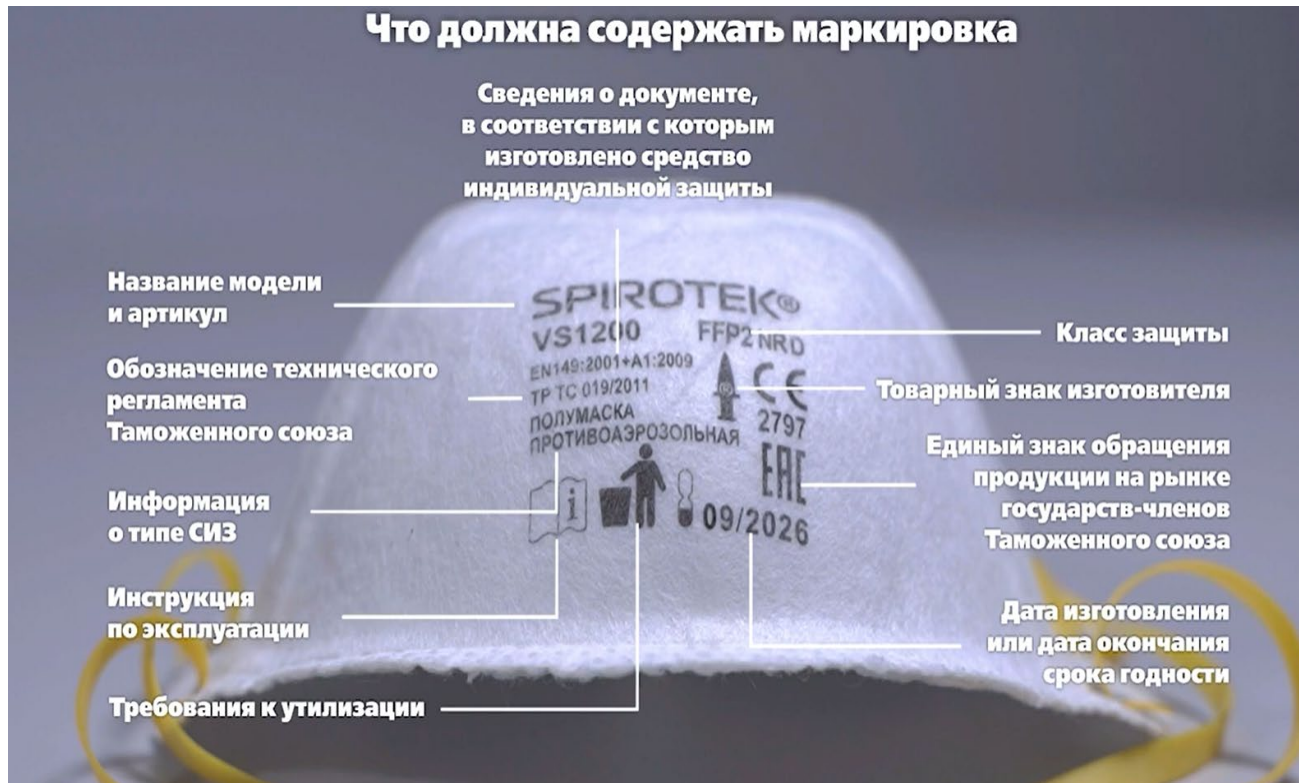 Что должна содержать маркировка
Сведения о документе,
в соответствии с которым
изготовлено средство
индивидуальной защиты
Название модели
и артикул
Обозначение технического
регламента
Таможенного союза
Информация
о типе СИЗ
Инструкция
по эксплуатации
Требования к утилизации
SPIROTEK®
VS1200 FFP2 NR D
EN149:2001+A1:2009
ТР ТС 019/2011
ПОЛУМАСКА
ПРОТИВОАЭРОЗОЛЬНАЯ
CE
2797
EAC
i
09/2026
Класс защиты
Товарный знак изготовителя
Единый знак обращения
продукции на рынке
государств-членов
Таможенного союза
Дата изготовления
или дата окончания
срока годности